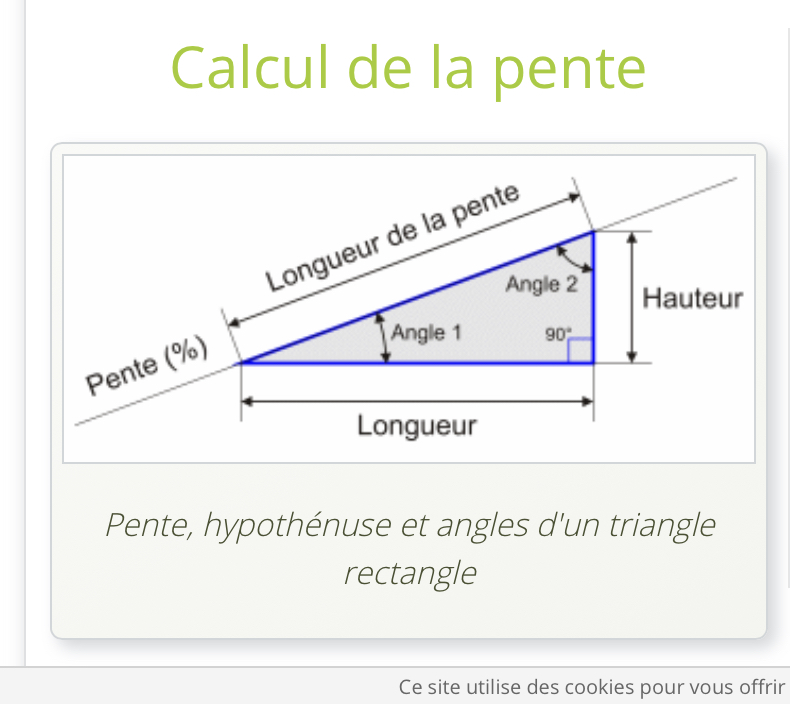 Calcul de la pente
Longueur de la pente
Angle 2
Hauteur
Angle 1
90°
Pente (%)
Longueur
Pente, hypothénuse et angles d'un triangle
rectangle
Ce site utilise des cookies pour vous offrir